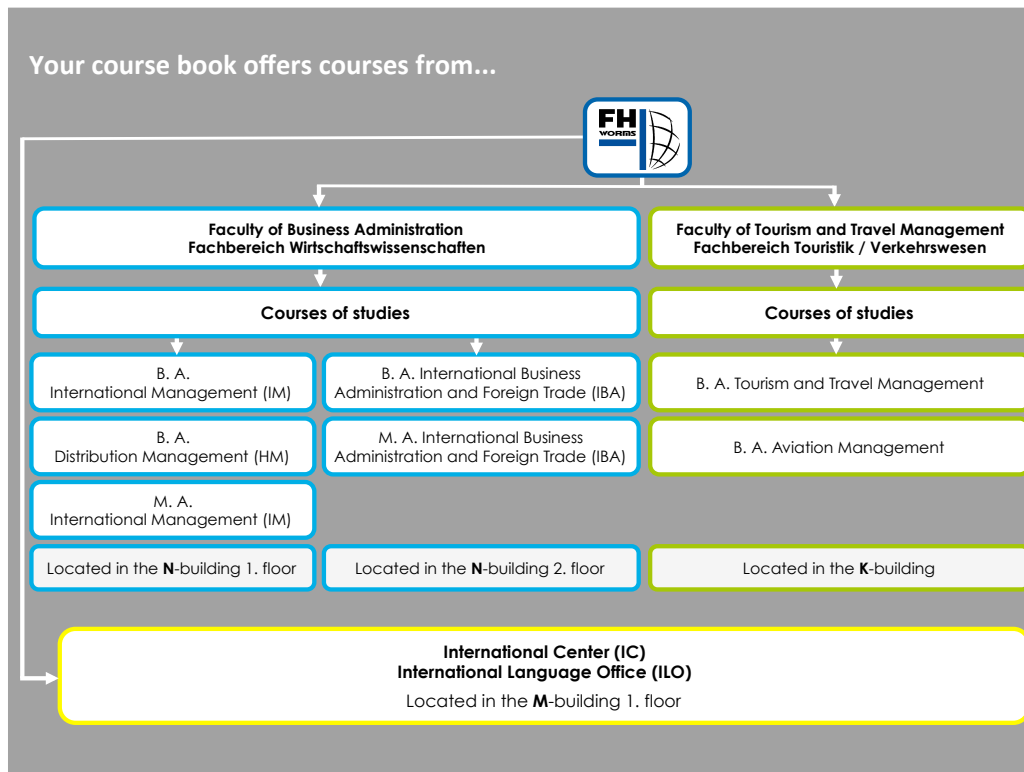 Your course book offers courses from...
FH
WORMS
Faculty of Business Administration
Fachbereich Wirtschaftswissenschaften
Faculty of Tourism and Travel Management
Fachbereich Touristik / Verkehrswesen
Courses of studies
Courses of studies
B. A.
International Management (IM)
B. A. International Business
Administration and Foreign Trade (IBA)
B. A. Tourism and Travel Management
B. A.
Distribution Management (HM)
M. A. International Business
Administration and Foreign Trade (IBA)
B. A. Aviation Management
M. A.
International Management (IM)
Located in the N-building 1. floor
Located in the N-building 2. floor
Located in the K-building
International Center (IC)
International Language Office (ILO)
Located in the M-building 1. floor